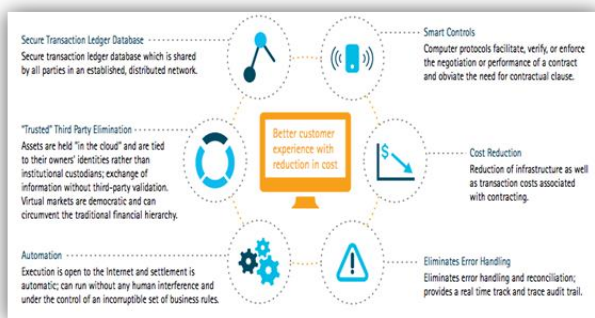 Secure Transaction Ledger Database
Secure transaction ledger database which is shared
by all parties in an established, distributed network.
"Trusted" Third Party Elimination
Assets are held "in the cloud" and are tied
to their owners' identities rather than
institutional custodians; exchange of
information without third-party validation.
Virtual markets are democratic and can
circumvent the traditional financial hierarchy.
Automation
Execution is open to the Internet and settlement is
automatic; can run without any human interference and
under the control of an incorruptible set of business rules.
Better customer
experience with
reduction in cost
Smart Controls
Computer protocols facilitate, verify, or enforce
the negotiation or performance of a contract
and obviate the need for contractual clause.
$
Cost Reduction
Reduction of infrastructure as well
as transaction costs associated
with contracting.
Eliminates Error Handling
Eliminates error handling and reconciliation;
provides a real time track and trace audit trail.